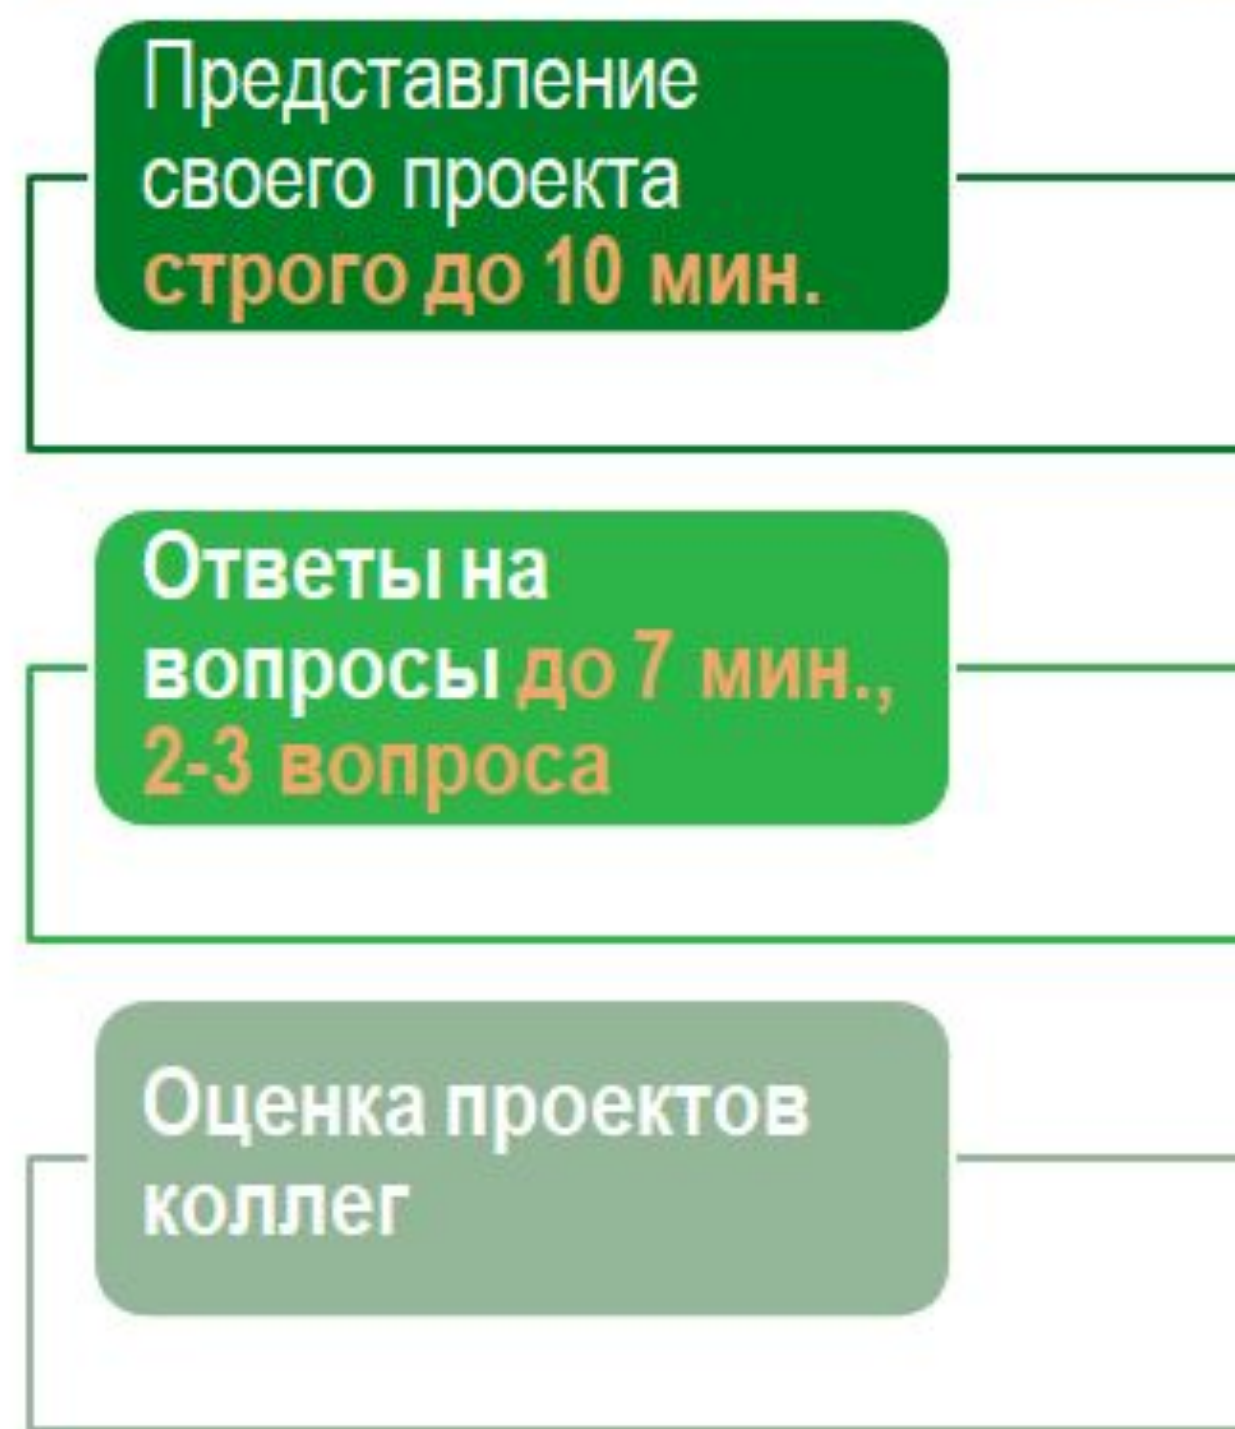 Представление
своего проекта
строго до 10 мин.
Ответы на
вопросы до 7 мин.,
2-3 вопроса
Оценка проектов
коллег